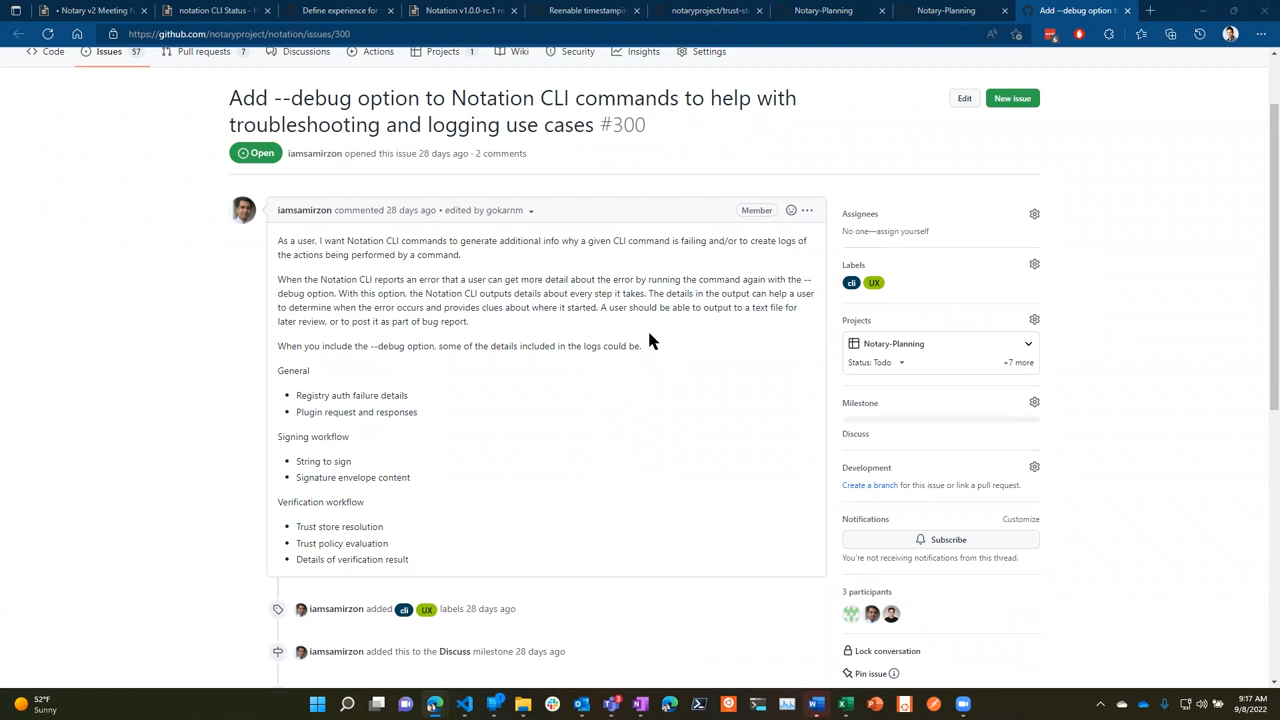 Notary v2 Meeting N
notation CLI Status - H
Define experience for
Notation v1.0.0-rc.1 re
Reenable timestampin
notaryproject/trust-st
Notary-Planning
Notary-Planning
Add --debug option t
https://github.com/notaryproject/notation/issues/300
6
Code
Issues 57
Pull requests 7
Discussions
Actions
Projects 1
Wiki
Security
Insights
Settings
Add --debug option to Notation CLI commands to help with
troubleshooting and logging use cases #300
Edit
New issue
Open
iamsamirzon opened this issue 28 days ago · 2 comments
iamsamirzon commented 28 days ago • edited by gokarnm
Member
As a user, I want Notation CLI commands to generate additional info why a given CLI command is failing and/or to create logs of
the actions being performed by a command.
When the Notation CLI reports an error that a user can get more detail about the error by running the command again with the --
debug option. With this option, the Notation CLI outputs details about every step it takes. The details in the output can help a user
to determine when the error occurs and provides clues about where it started. A user should be able to output to a text file for
later review, or to post it as part of bug report.
When you include the --debug option, some of the details included in the logs could be.
General
• Registry auth failure details
• Plugin request and responses
Signing workflow
• String to sign
• Signature envelope content
Verification workflow
• Trust store resolution
• Trust policy evaluation
• Details of verification result
iamsamirzon added cli UX labels 28 days ago
iamsamirzon added this to the Discuss milestone 28 days ago
Assignees
No one—assign yourself
Labels
cli UX
Projects
Notary-Planning
Status: Todo
+7 more
Milestone
Discuss
Development
Create a branch for this issue or link a pull request.
Notifications
Customize
Subscribe
You're not receiving notifications from this thread.
3 participants
Lock conversation
Pin issue
52°F
Sunny
9:17 AM
9/8/2022